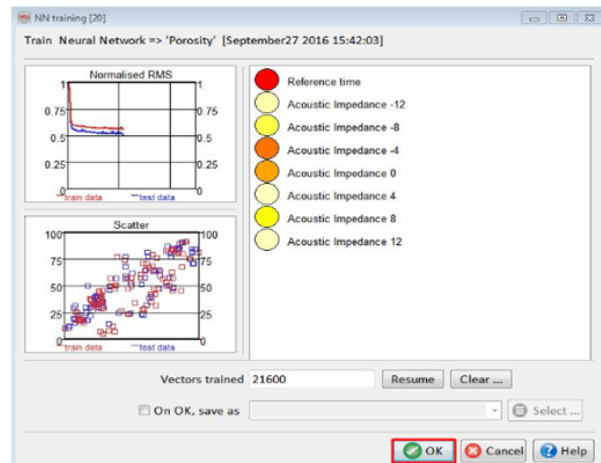 NN training [20]
Train Neural Network => 'Porosity' [September27 2016 15:42:03]
Normalised RMS
1 1
0.75 0.75
0.5 0.5
0.25 0.25
0 0
train data test data
Scatter
100 100
75 75
50 50
25 25
0
train data test data
Reference time
Acoustic Impedance -12
Acoustic Impedance -8
Acoustic Impedance -4
Acoustic Impedance 0
Acoustic Impedance 4
Acoustic Impedance 8
Acoustic Impedance 12
Vectors trained 21600 Resume Clear ...
On OK, save as Select ...
OK Cancel Help